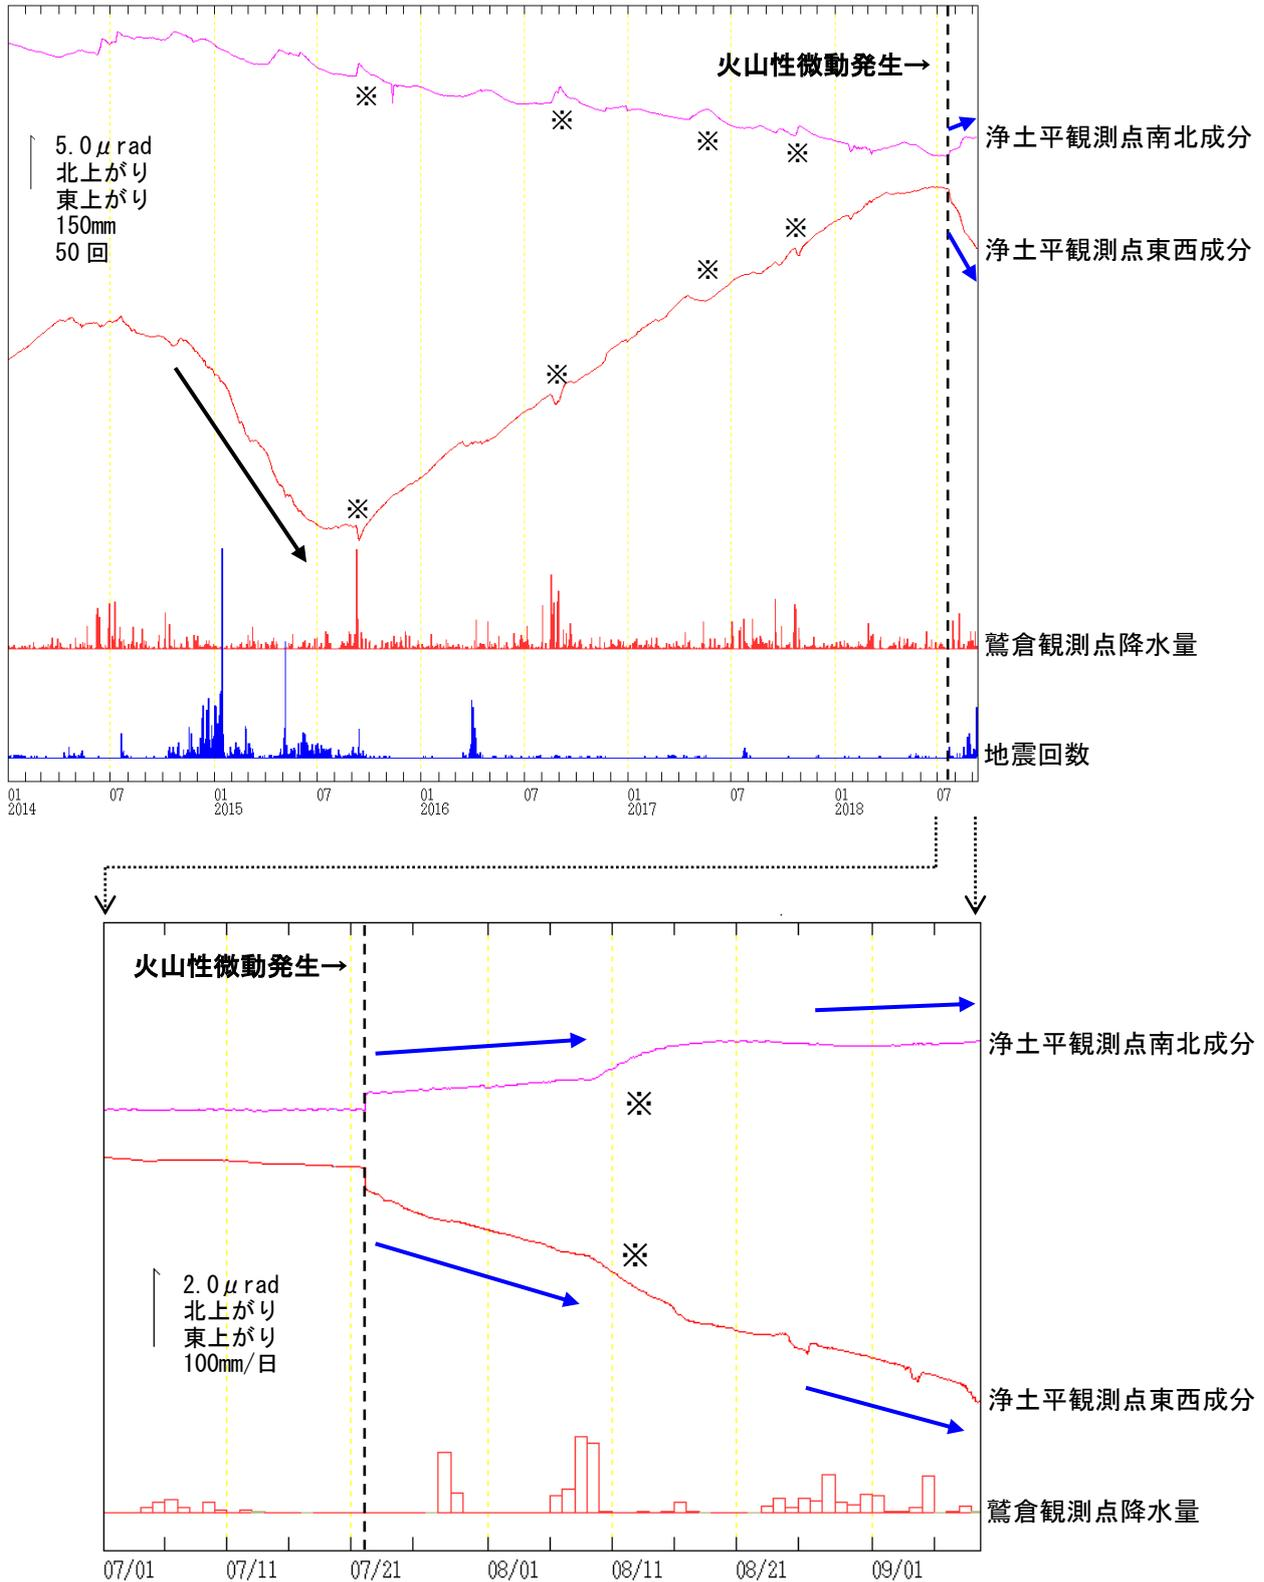 火山性微動発生→
※
※
※
※
浄土平観測点南北成分
5.0μrad
北上がり
東上がり
150mm
50回
※
※
※
※
浄土平観測点東西成分
鷲倉観測点降水量
地震回数
01 07 01 07 01 07 01 07 01 07
2014 2015 2016 2017 2018
火山性微動発生→
浄土平観測点南北成分
※
※
2.0μrad
北上がり
東上がり
100mm/日
浄土平観測点東西成分
鷲倉観測点降水量
07/01 07/11 07/21 08/01 08/11 08/21 09/01